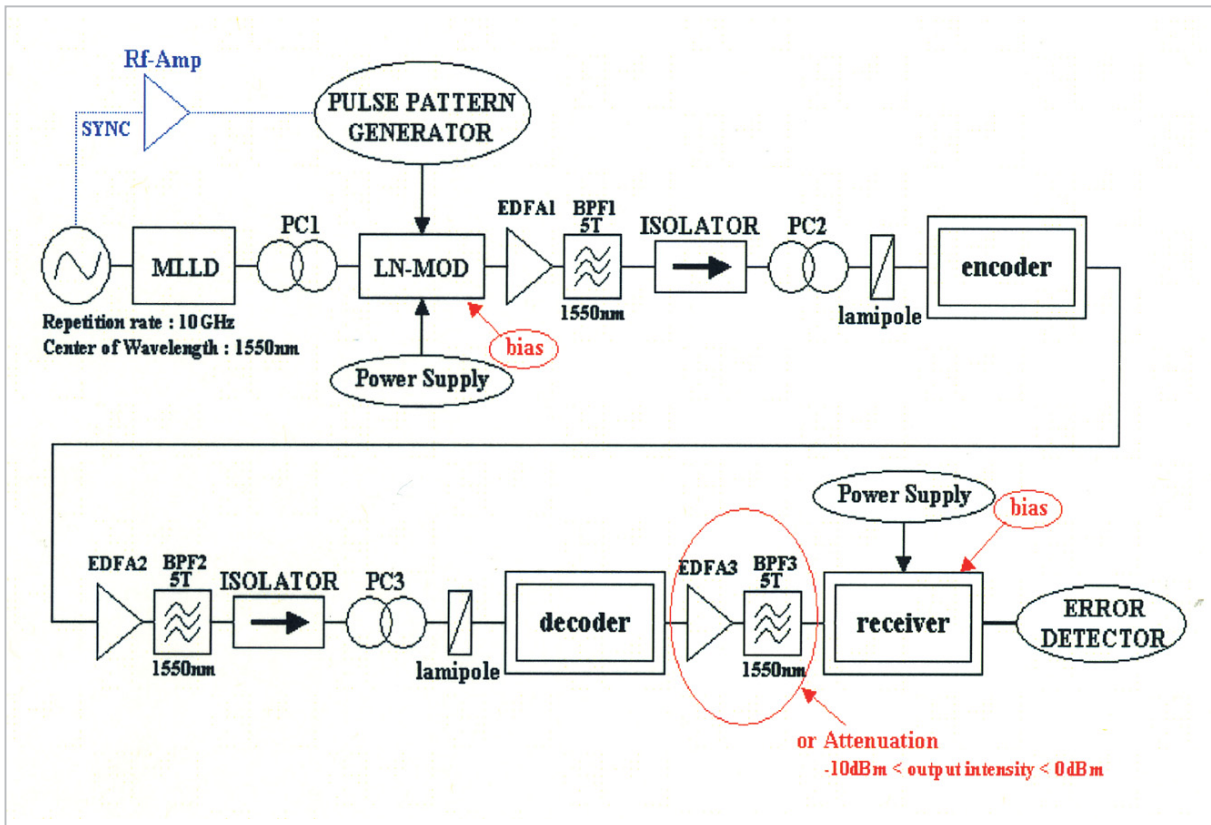 Rf-Amp
SYNC
PULSE PATTERN
GENERATOR
MLLD
PC1
LN-MOD
EDFA1
BPF1
5T
1550nm
ISOLATOR
PC2
lamipole
encoder
Repetition rate : 10GHz
Center of Wavelength : 1550nm
bias
Power Supply
EDFA2
BPF2
5T
1550nm
ISOLATOR
PC3
lamipole
decoder
EDFA3
BPF3
5T
1550nm
Power Supply
bias
receiver
ERROR
DETECTOR
or Attenuation
-10dBm < output intensity < 0dBm